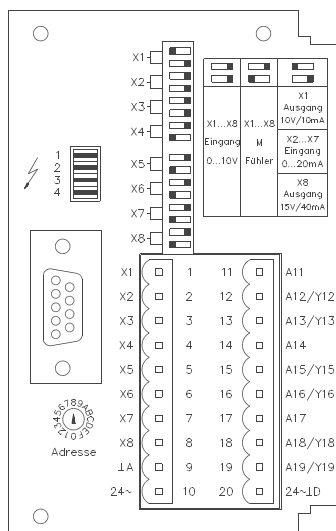 X1
X2
X3
X4
X5
X6
X7
X8
X1...X8
Eingang
0...10V
X1...X8
M
Fühler
X1
Ausgang
10V/10mA
X2...X7
Eingang
0...20mA
X8
Ausgang
15V/40mA
1
2
3
4
3456789ABCDEF012
Adresse
X1 1 11 A11
X2 2 12 A12/Y12
X3 3 13 A13/Y13
X4 4 14 A14
X5 5 15 A15/Y15
X6 6 16 A16/Y16
X7 7 17 A17
X8 8 18 A18/Y18
⊥A 9 19 A19/Y19
24~ 10 20 24~⊥D